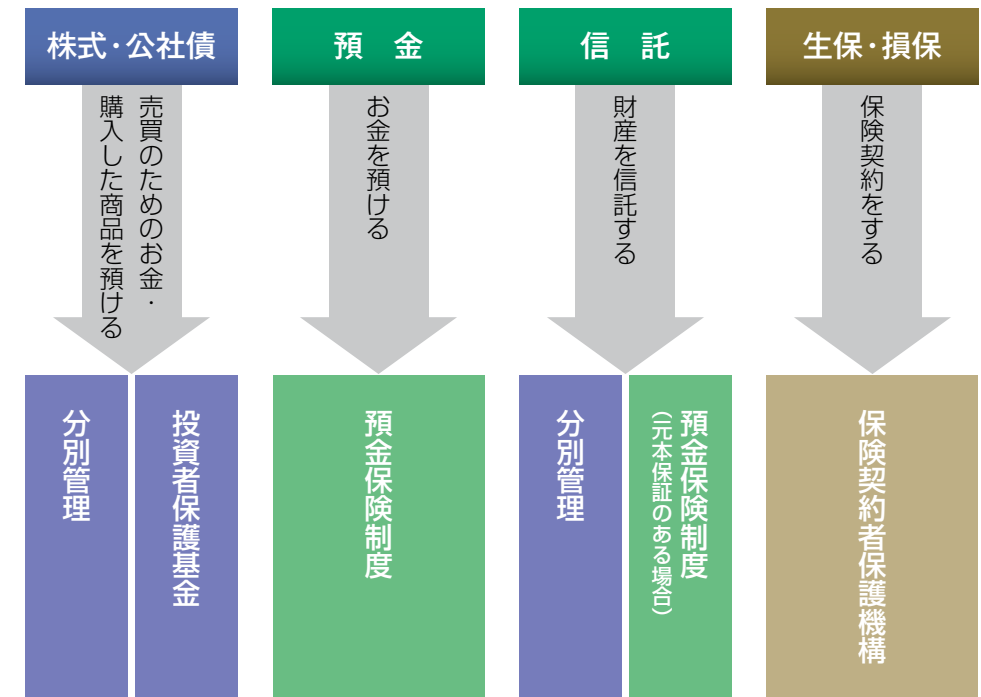 株式・公社債
預 金
信 託
生保・損保
売買のためのお金・
購入した商品を預ける
お金を預ける
財産を信託する
保険契約をする
分別管理
投資者保護基金
預金保険制度
分別管理
預金保険制度
（元本保証のある場合）
保険契約者保護機構